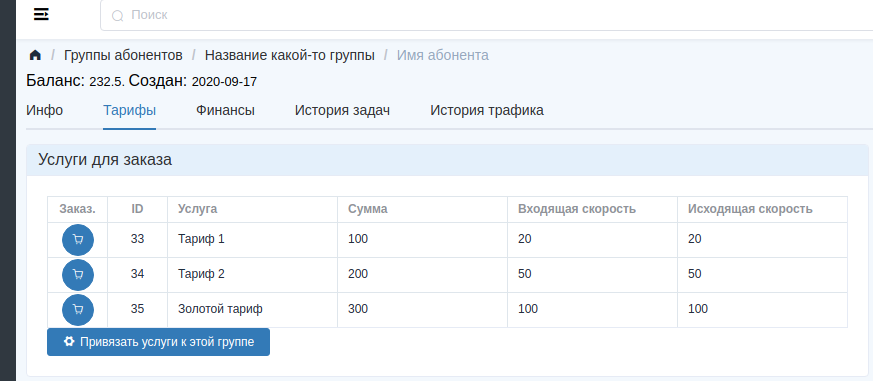 Поиск
/ Группы абонентов / Название какой-то группы / Имя абонента
Баланс: 232.5. Создан: 2020-09-17
Инфо Тарифы Финансы История задач История трафика
Услуги для заказа
Заказ. ID Услуга Сумма Входящая скорость Исходящая скорость
33 Тариф 1 100 20 20
34 Тариф 2 200 50 50
35 Золотой тариф 300 100 100
Привязать услуги к этой группе